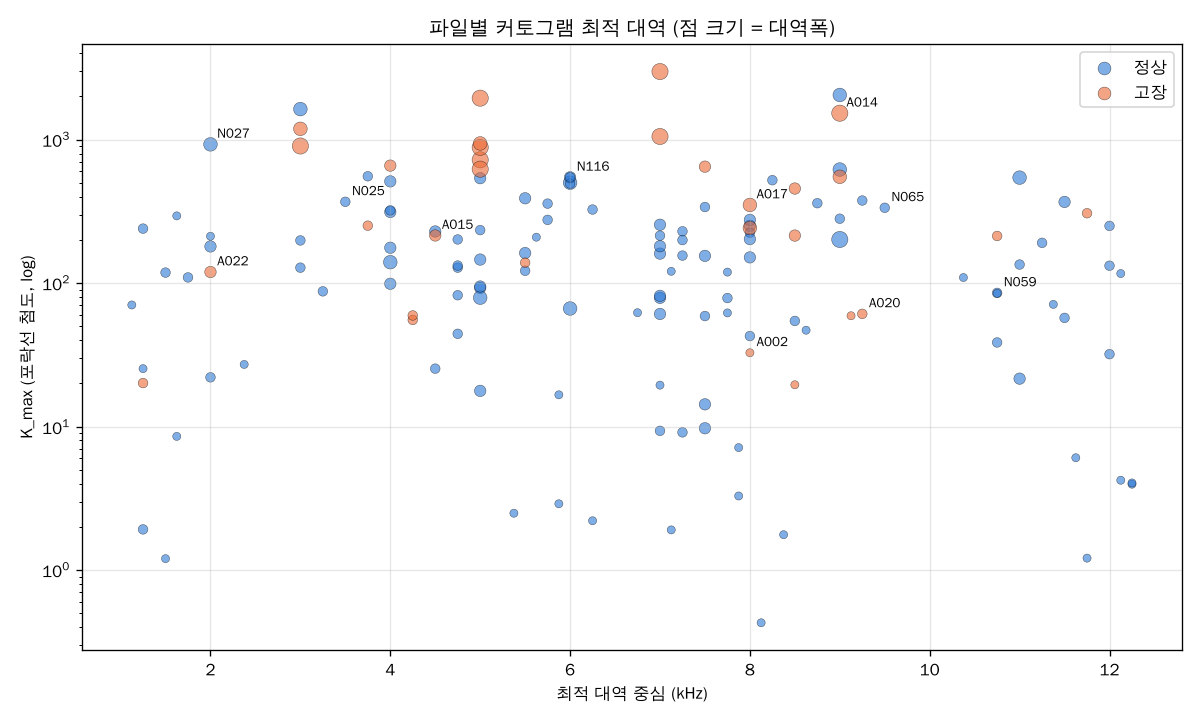 파일별 커토그램 최적 대역 (점 크기 = 대역폭)
정상
고장
K_max (포락선 첨도, log)
10³
10²
10¹
10⁰
N027
A014
N116
N025
A017
N065
A015
A022
N059
A020
A002
2
4
6
8
10
12
최적 대역 중심 (kHz)